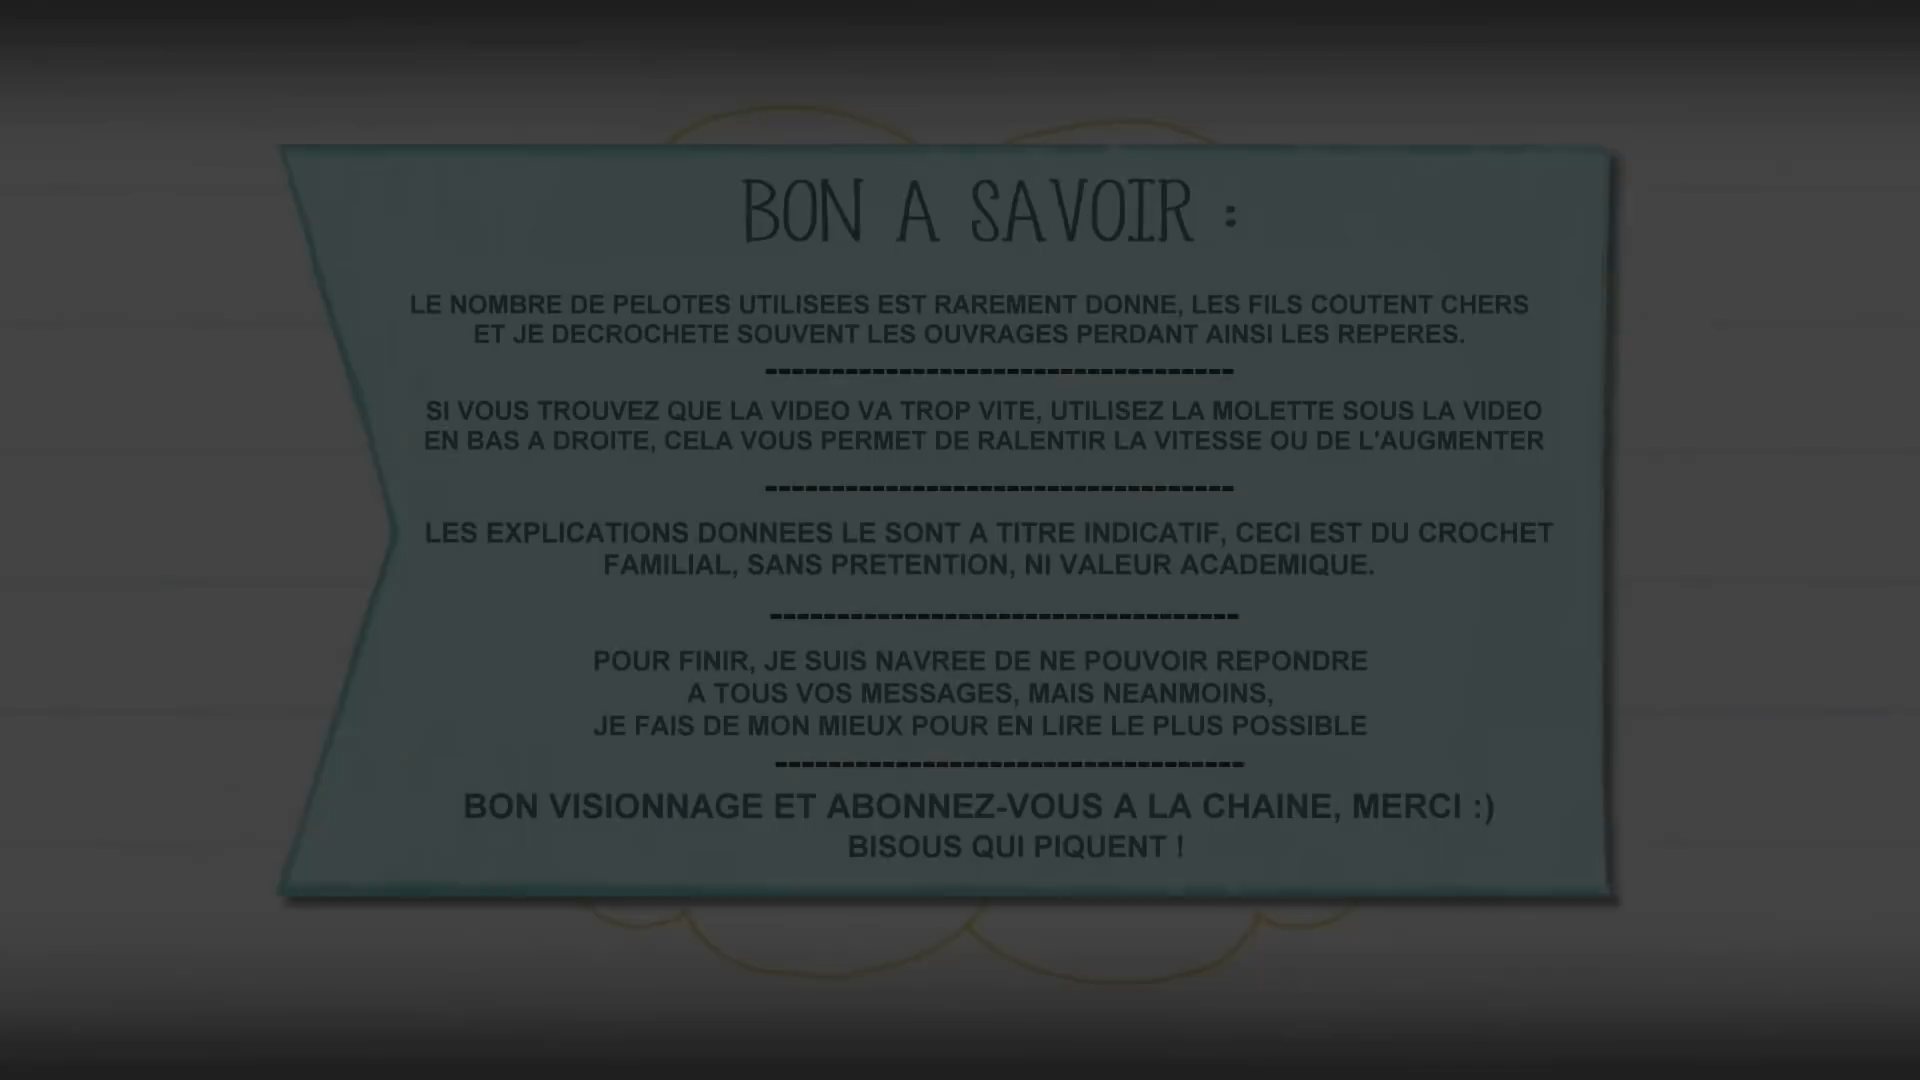 BON A SAVOIR :
LE NOMBRE DE PELOTES UTILISEES EST RAREMENT DONNE, LES FILS COUTENT CHERS
ET JE DECROCHETE SOUVENT LES OUVRAGES PERDANT AINSI LES REPERES.
-----------------------------------
SI VOUS TROUVEZ QUE LA VIDEO VA TROP VITE, UTILISEZ LA MOLETTE SOUS LA VIDEO
EN BAS A DROITE, CELA VOUS PERMET DE RALENTIR LA VITESSE OU DE L'AUGMENTER
-----------------------------------
LES EXPLICATIONS DONNEES LE SONT A TITRE INDICATIF, CECI EST DU CROCHET
FAMILIAL, SANS PRETENTION, NI VALEUR ACADEMIQUE.
-----------------------------------
POUR FINIR, JE SUIS NAVREE DE NE POUVOIR REPONDRE
A TOUS VOS MESSAGES, MAIS NEANMOINS,
JE FAIS DE MON MIEUX POUR EN LIRE LE PLUS POSSIBLE
-----------------------------------
BON VISIONNAGE ET ABONNEZ-VOUS A LA CHAINE, MERCI :)
BISOUS QUI PIQUENT !